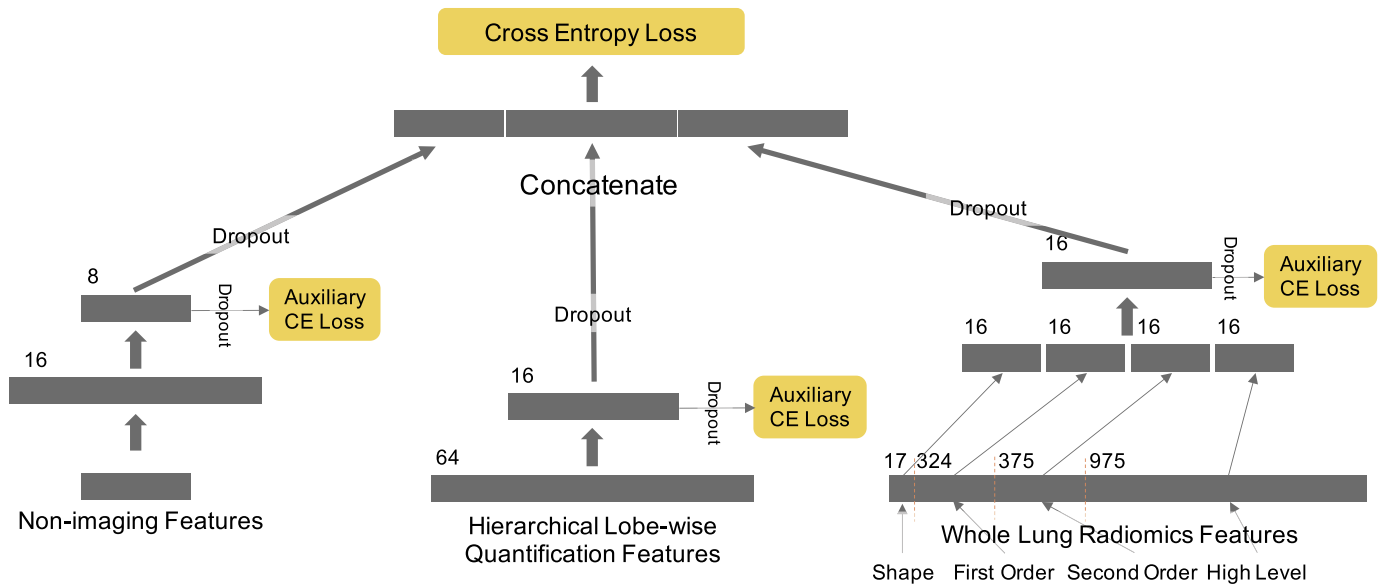 Cross Entropy Loss
Concatenate
Dropout
Dropout
Dropout
8
Dropout
Auxiliary
CE Loss
16
Non-imaging Features
16
Dropout
Auxiliary
CE Loss
64
Hierarchical Lobe-wise
Quantification Features
16
Dropout
Auxiliary
CE Loss
16 16 16 16
17 324 375 975
Whole Lung Radiomics Features
Shape First Order Second Order High Level